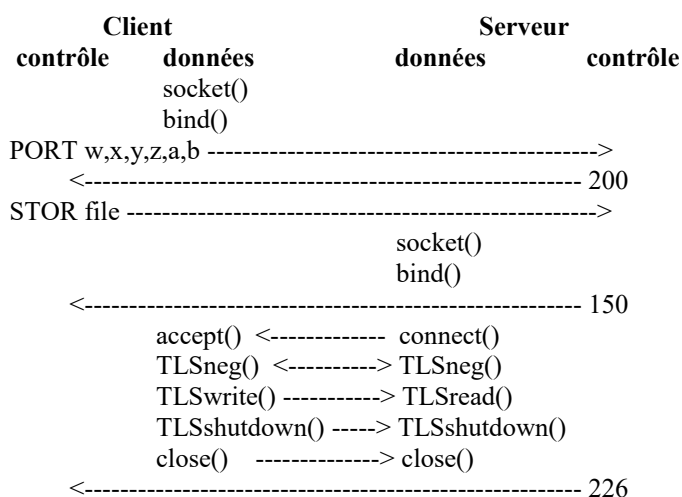 Client Serveur
contrôle données données contrôle
socket()
bind()
PORT w,x,y,z,a,b -------------------------------------------->
<--------------------------------------------------------- 200
STOR file ------------------------------------------------------>
socket()
bind()
<--------------------------------------------------------- 150
accept() <------------- connect()
TLSneg() <----------> TLSneg()
TLSwrite() -----------> TLSread()
TLSshutdown() -----> TLSshutdown()
close() --------------> close()
<--------------------------------------------------------- 226